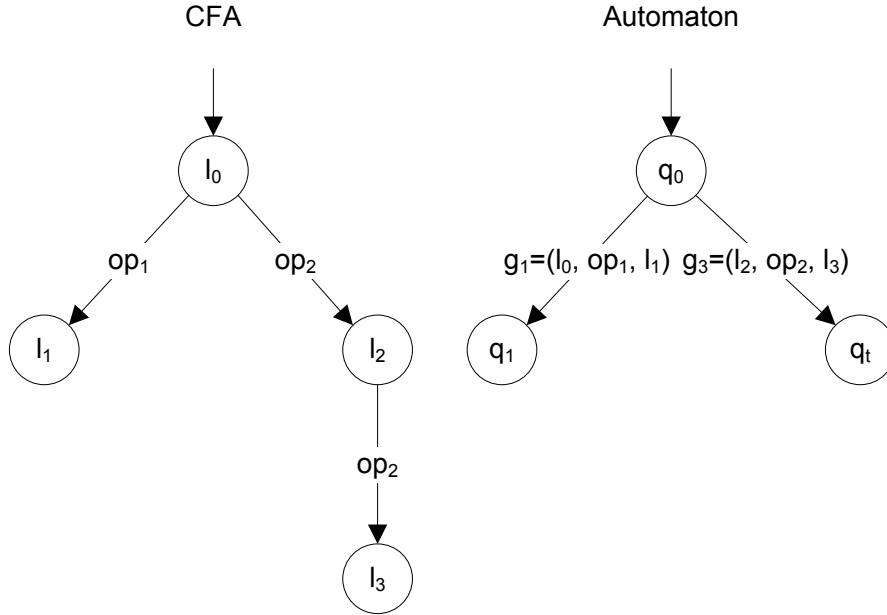 CFA
Automaton
l₀
q₀
op₁
op₂
g₁=(l₀, op₁, l₁)
g₃=(l₂, op₂, l₃)
l₁
l₂
q₁
qₜ
op₂
l₃